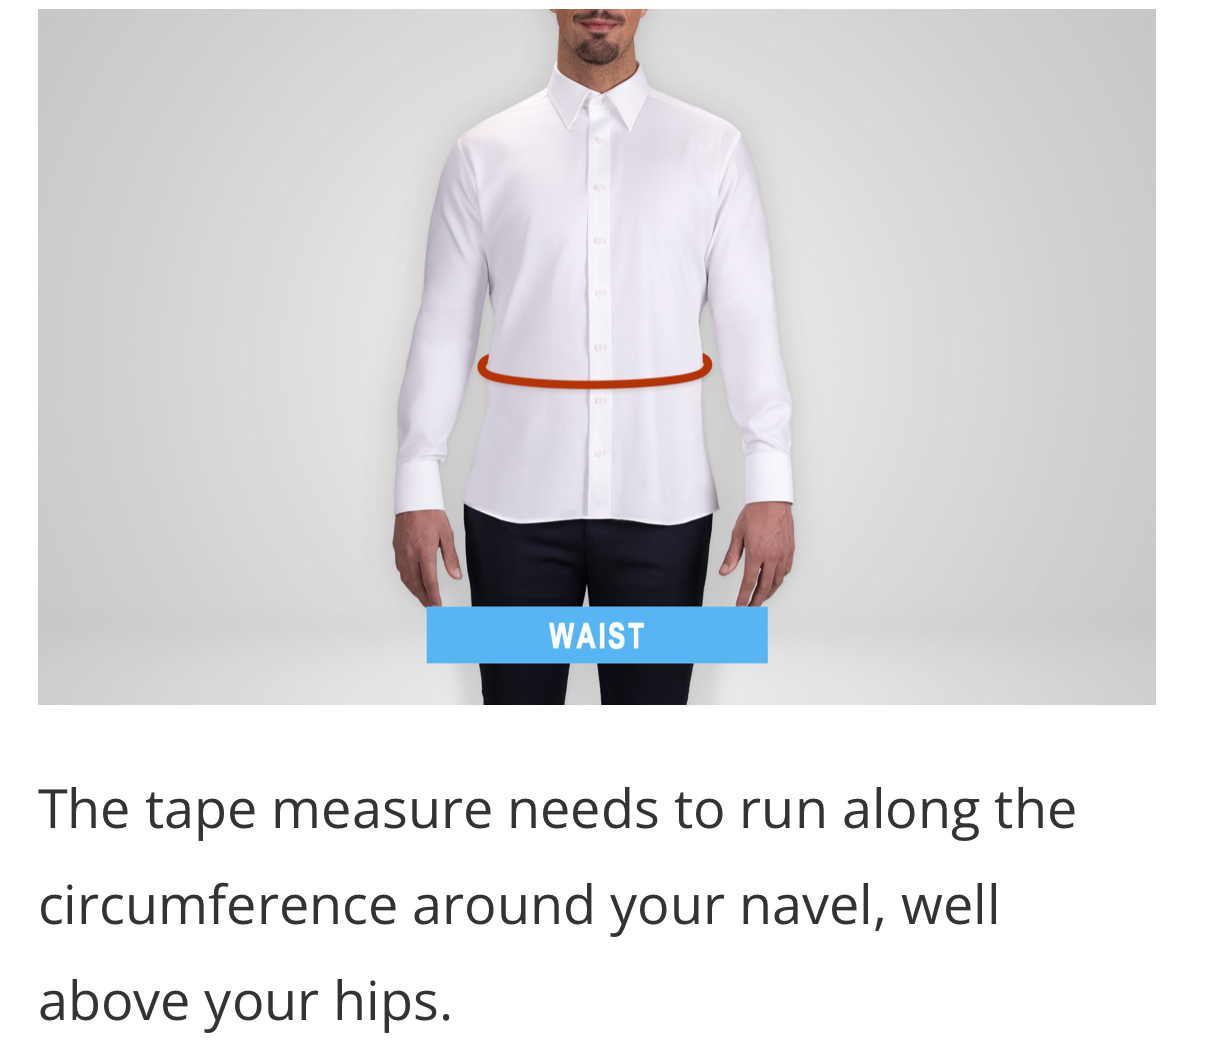 WAIST
The tape measure needs to run along the
circumference around your navel, well
above your hips.